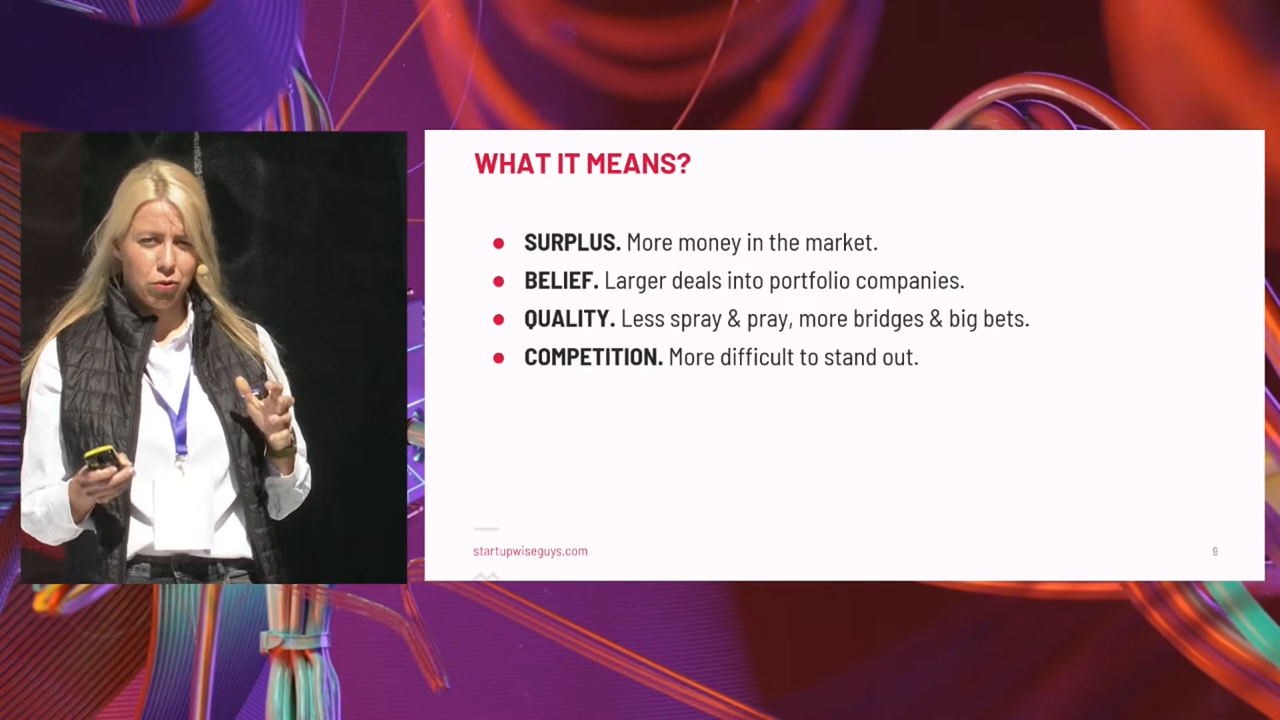 WHAT IT MEANS?
● SURPLUS. More money in the market.
● BELIEF. Larger deals into portfolio companies.
● QUALITY. Less spray & pray, more bridges & big bets.
● COMPETITION. More difficult to stand out.
startupwiseguys.com
9